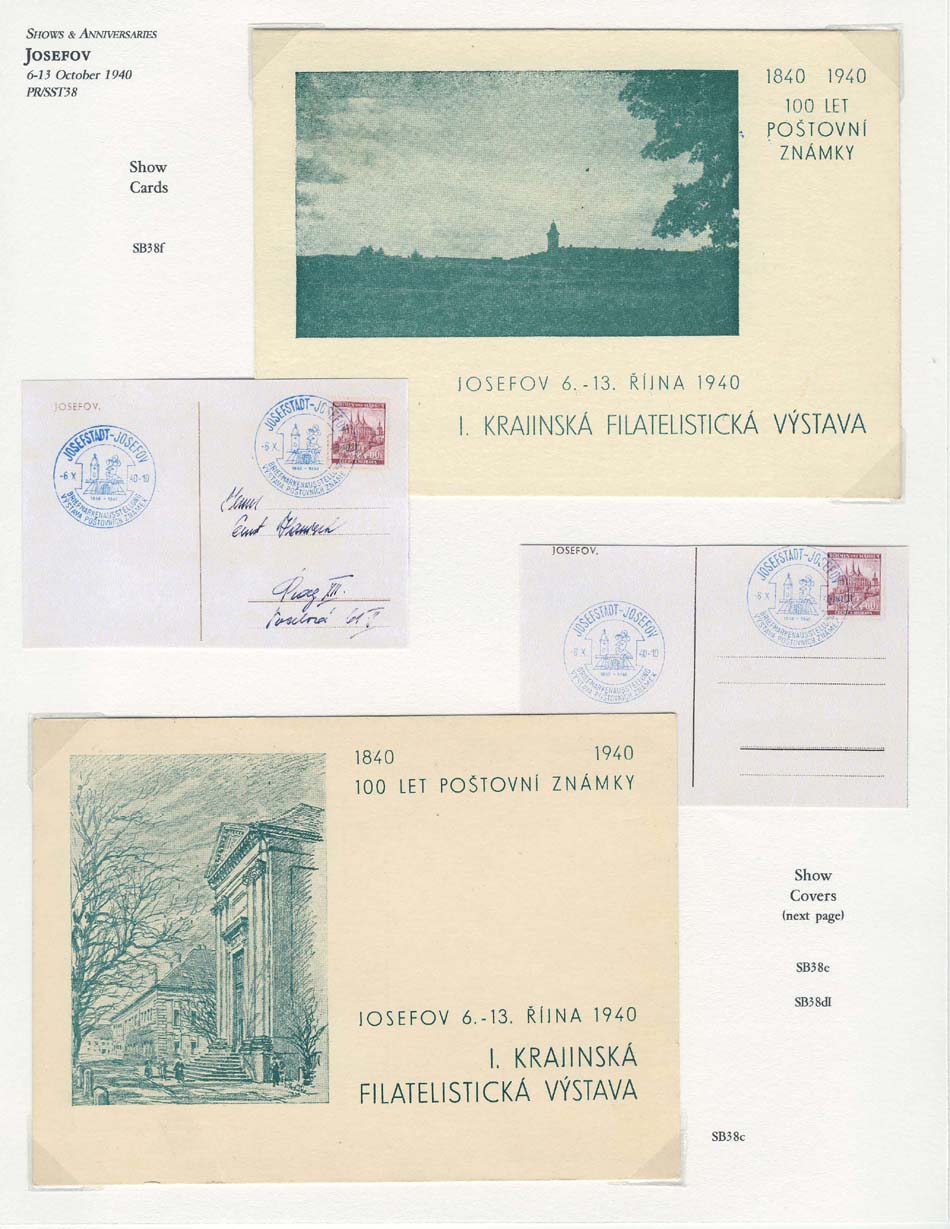 SHOWS & ANNIVERSARIES
JOSEFOV
6-13 October 1940
PR/SST38
Show
Cards
SB38f
1840 1940
100 LET
POŠTOVNÍ
ZNÁMKY
JOSEFOV 6.-13. ŘÍJNA 1940
I. KRAJINSKÁ FILATELISTICKÁ VÝSTAVA
JOSEFOV.
JOSEFSTADT-JOSEFOV
-6 X. 40-10
1840 - 1940
BRIEFMARKENAUSSTELLUNG
VÝSTAVA POŠTOVNÍCH ZNÁMEK
JOSEFSTADT-JOSEFOV
-6 X.
1840 - 1940
BRIEFMARKENAUSSTELLUNG
VÝSTAVA POŠTOVNÍCH ZNÁMEK
Ernst
Prag XII.
JOSEFOV.
JOSEFSTADT-JOSEFOV
-6 X. 40-10
1840 - 1940
BRIEFMARKENAUSSTELLUNG
VÝSTAVA POŠTOVNÍCH ZNÁMEK
JOSEFSTADT-JOSEFOV
-6 X.
1840 - 1940
BRIEFMARKENAUSSTELLUNG
VÝSTAVA POŠTOVNÍCH ZNÁMEK
1840 1940
100 LET POŠTOVNÍ ZNÁMKY
JOSEFOV 6.-13. ŘÍJNA 1940
I. KRAJINSKÁ
FILATELISTICKÁ VÝSTAVA
Show
Covers
(next page)
SB38e
SB38dI
SB38c